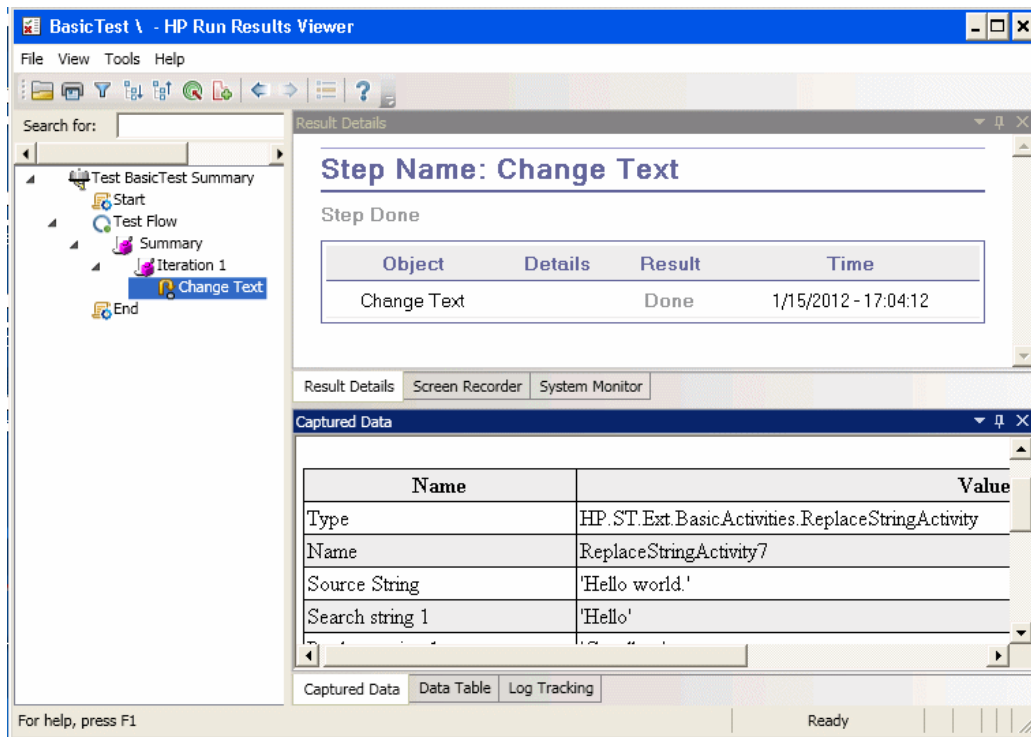 BasicTest \ - HP Run Results Viewer
File View Tools Help
Search for:
Test BasicTest Summary
Start
Test Flow
Summary
Iteration 1
Change Text
End
Result Details
Step Name: Change Text
Step Done
Object Details Result Time
Change Text Done 1/15/2012 - 17:04:12
Result Details Screen Recorder System Monitor
Captured Data
Name Value
Type HP.ST.Ext.BasicActivities.ReplaceStringActivity
Name ReplaceStringActivity7
Source String 'Hello world.'
Search string 1 'Hello'
Captured Data Data Table Log Tracking
For help, press F1 Ready